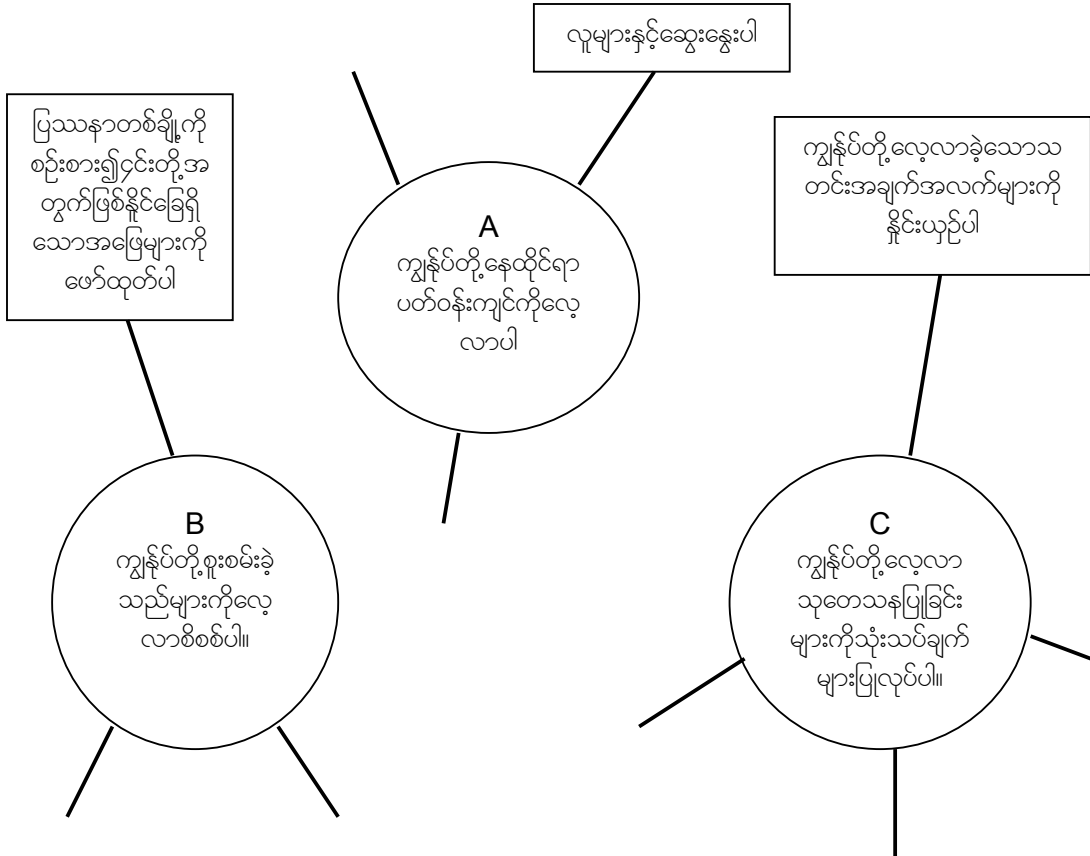 လူများနှင့်ဆွေးနွေးပါ
ပြဿနာတစ်ချို့ကို
စဉ်းစား၍၄င်းတို့အ
တွက်ဖြစ်နိူင်ခြေရှိ
သောအဖြေများကို
ဖော်ထုတ်ပါ
ကျွန်ုပ်တို့လေ့လာခဲ့သောသ
တင်းအချက်အလက်များကို
နှိုင်းယှဉ်ပါ
A
ကျွန်ုပ်တို့နေထိုင်ရာ
ပတ်ဝန်းကျင်ကိုလေ့
လာပါ
B
ကျွန်ုပ်တို့စူးစမ်းခဲ့
သည်များကိုလေ့
လာစိစစ်ပါ။
C
ကျွန်ုပ်တို့လေ့လာ
သုတေသနပြုခြင်း
များကိုသုံးသပ်ချက်
များပြုလုပ်ပါ။